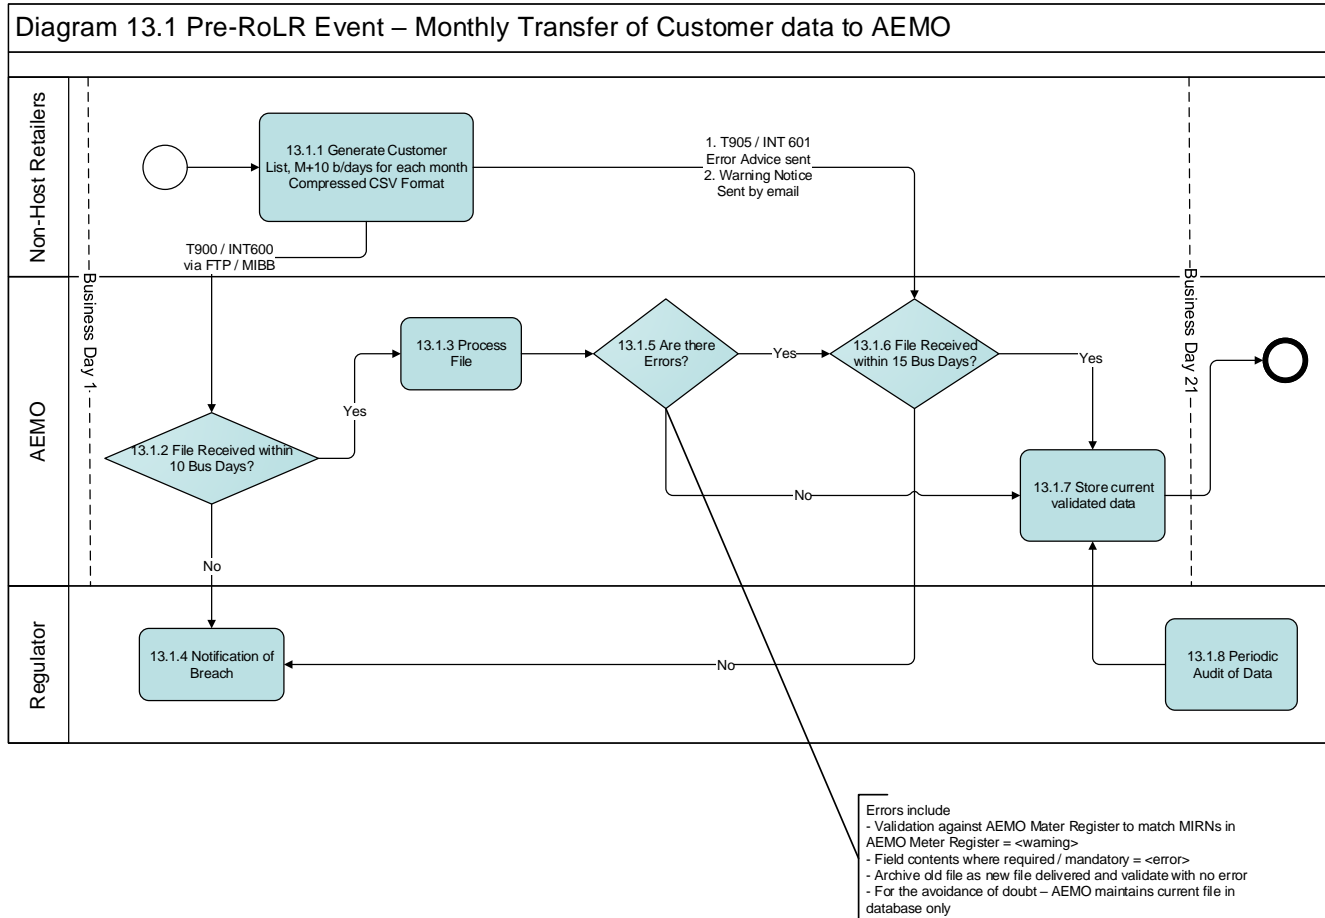 Diagram 13.1 Pre-RoLR Event – Monthly Transfer of Customer data to AEMO
Non-Host Retailers
13.1.1 Generate Customer
List, M+10 b/days for each month
Compressed CSV Format
1. T905 / INT 601
Error Advice sent
2. Warning Notice
Sent by email
T900 / INT600
via FTP / MIBB
Business Day 1
Business Day 21
AEMO
13.1.2 File Received within
10 Bus Days?
Yes
No
13.1.3 Process
File
13.1.5 Are there
Errors?
Yes
No
13.1.6 File Received
within 15 Bus Days?
Yes
No
13.1.7 Store current
validated data
Regulator
13.1.4 Notification of
Breach
13.1.8 Periodic
Audit of Data
Errors include
- Validation against AEMO Mater Register to match MIRNs in
AEMO Meter Register = <warning>
- Field contents where required / mandatory = <error>
- Archive old file as new file delivered and validate with no error
- For the avoidance of doubt – AEMO maintains current file in
database only